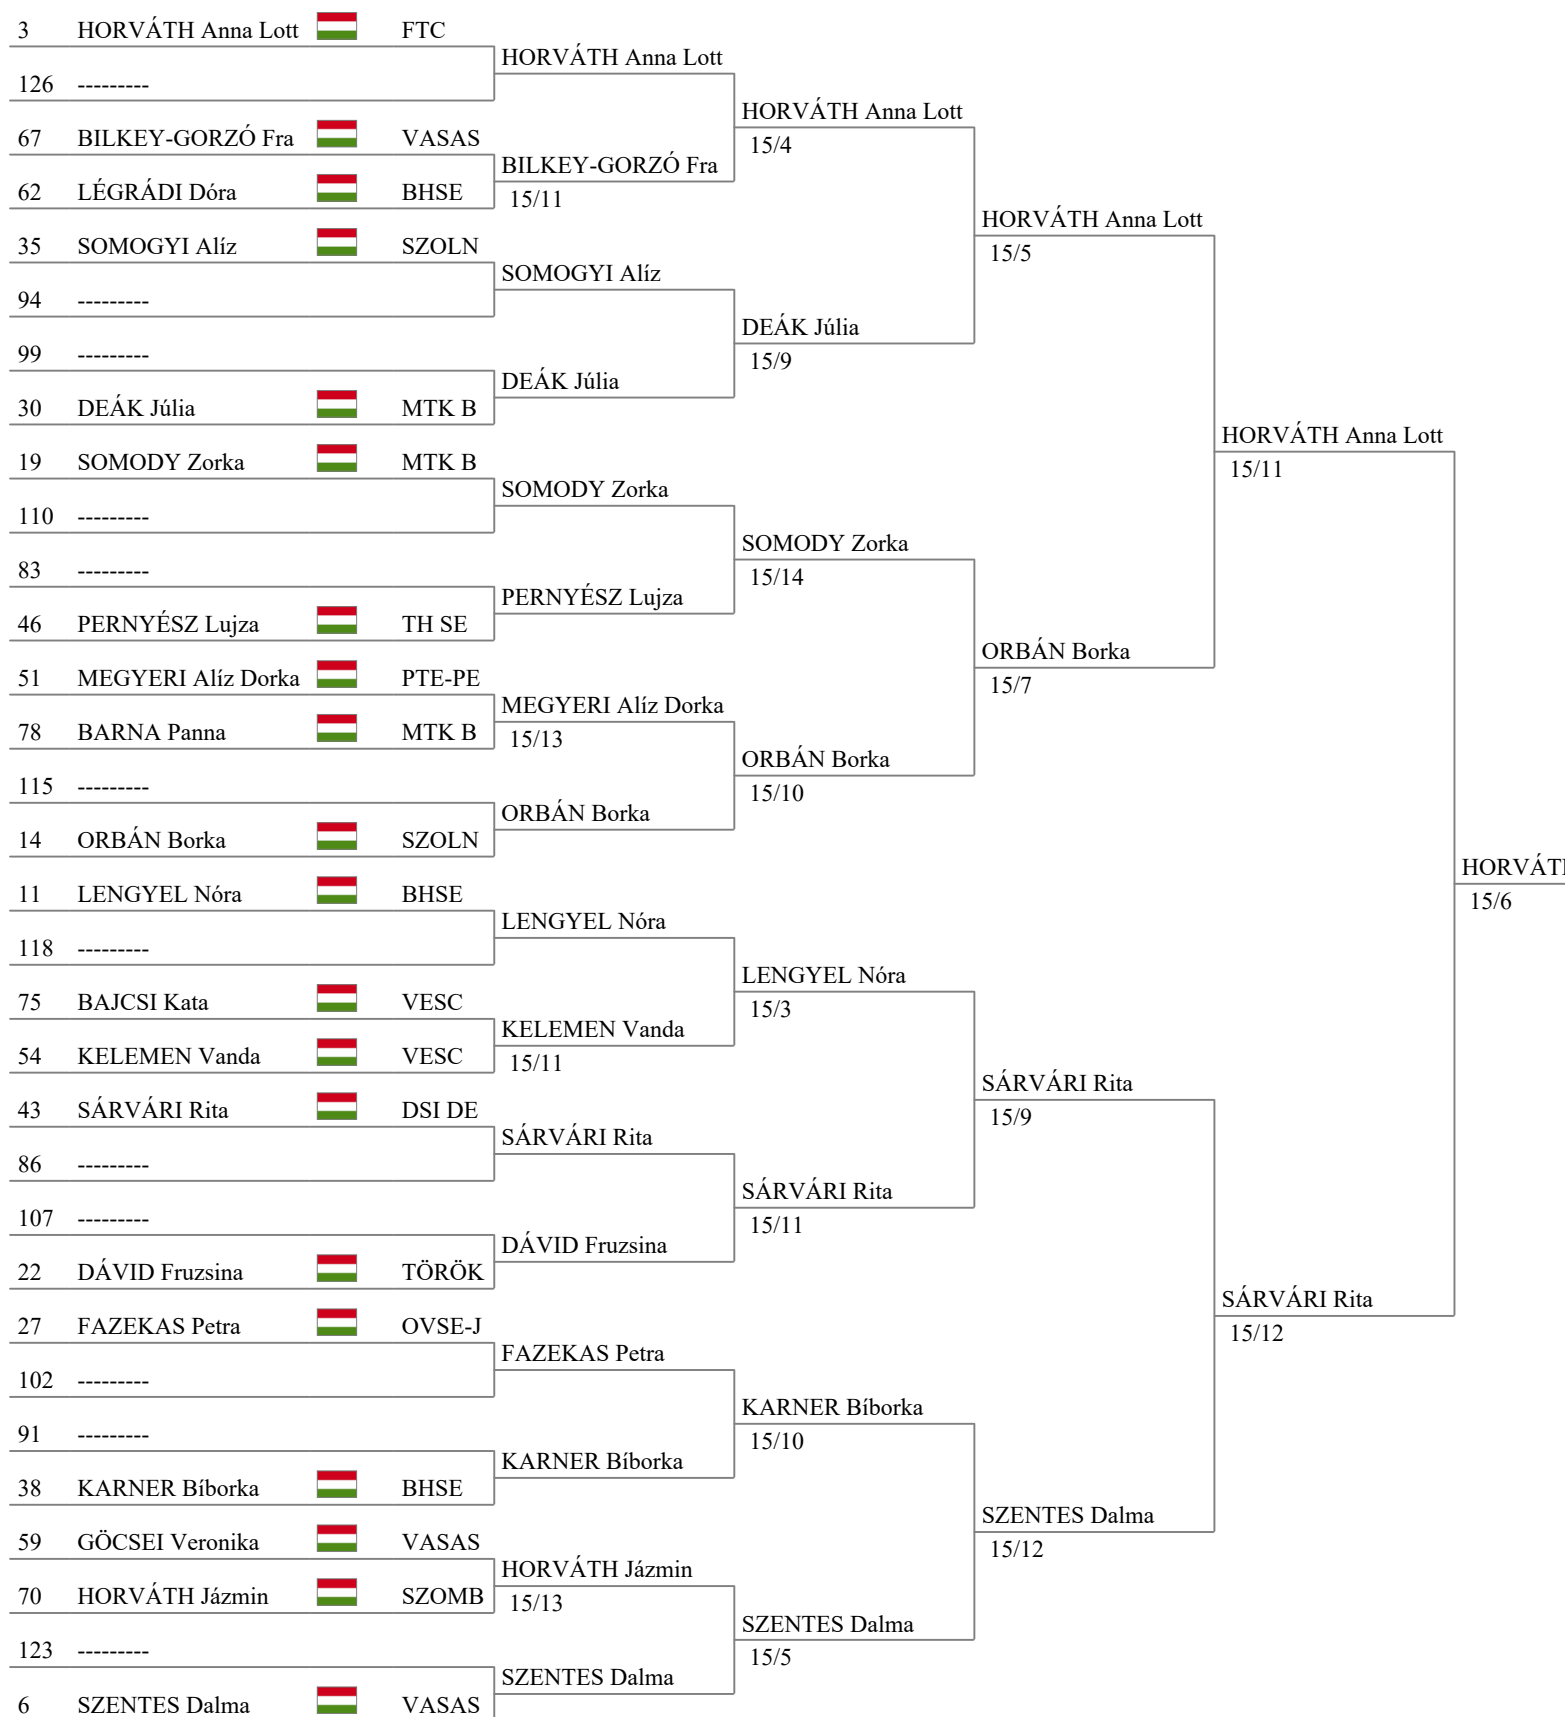 3 HORVÁTH Anna Lott FTC
126 ---------
67 BILKEY-GORZÓ Fra VASAS
62 LÉGRÁDI Dóra BHSE
35 SOMOGYI Alíz SZOLN
94 ---------
99 ---------
30 DEÁK Júlia MTK B
19 SOMODY Zorka MTK B
110 ---------
83 ---------
46 PERNYÉSZ Lujza TH SE
51 MEGYERI Alíz Dorka PTE-PE
78 BARNA Panna MTK B
115 ---------
14 ORBÁN Borka SZOLN
11 LENGYEL Nóra BHSE
118 ---------
75 BAJCSI Kata VESC
54 KELEMEN Vanda VESC
43 SÁRVÁRI Rita DSI DE
86 ---------
107 ---------
22 DÁVID Fruzsina TÖRÖK
27 FAZEKAS Petra OVSE-J
102 ---------
91 ---------
38 KARNER Bíborka BHSE
59 GÖCSEI Veronika VASAS
70 HORVÁTH Jázmin SZOMB
123 ---------
6 SZENTES Dalma VASAS
HORVÁTH Anna Lott
BILKEY-GORZÓ Fra
15/11
SOMOGYI Alíz
DEÁK Júlia
SOMODY Zorka
PERNYÉSZ Lujza
MEGYERI Alíz Dorka
15/13
ORBÁN Borka
LENGYEL Nóra
KELEMEN Vanda
15/11
SÁRVÁRI Rita
DÁVID Fruzsina
FAZEKAS Petra
KARNER Bíborka
HORVÁTH Jázmin
15/13
SZENTES Dalma
HORVÁTH Anna Lott
15/4
DEÁK Júlia
15/9
SOMODY Zorka
15/14
ORBÁN Borka
15/10
LENGYEL Nóra
15/3
SÁRVÁRI Rita
15/11
KARNER Bíborka
15/10
SZENTES Dalma
15/5
HORVÁTH Anna Lott
15/5
ORBÁN Borka
15/7
SÁRVÁRI Rita
15/9
SZENTES Dalma
15/12
HORVÁTH Anna Lott
15/11
SÁRVÁRI Rita
15/12
HORVÁTH
15/6